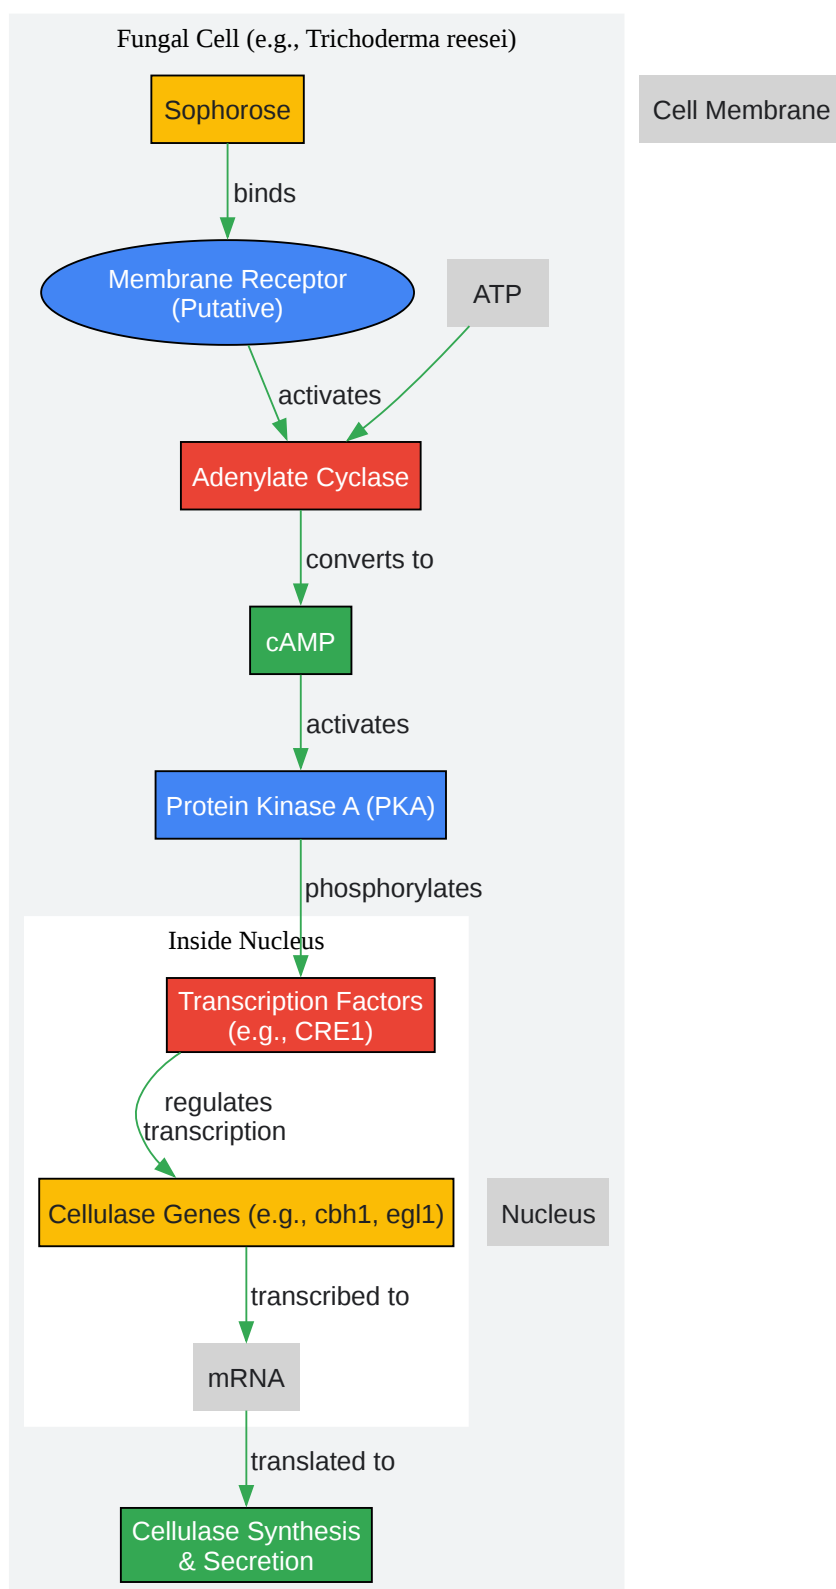 Fungal Cell (e.g., Trichoderma reesei)
Sophorose
Cell Membrane
binds
Membrane Receptor
(Putative)
ATP
activates
Adenylate Cyclase
converts to
cAMP
activates
Protein Kinase A (PKA)
phosphorylates
Inside Nucleus
Transcription Factors
(e.g., CRE1)
regulates
transcription
Cellulase Genes (e.g., cbh1, egl1)
Nucleus
transcribed to
mRNA
translated to
Cellulase Synthesis
& Secretion